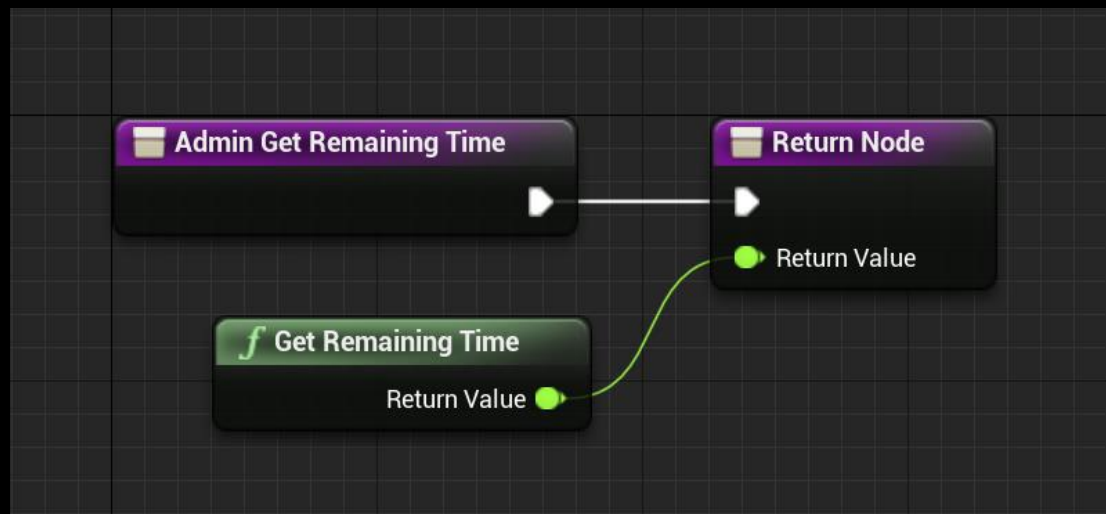 Admin Get Remaining Time
Return Node
Return Value
f Get Remaining Time
Return Value